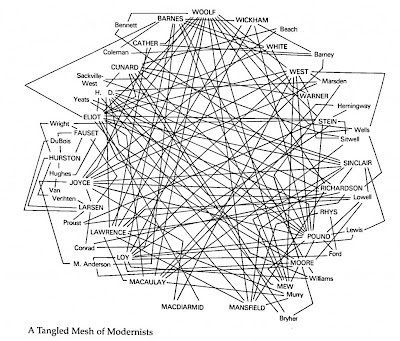 WOOLF
BARNES
WICKHAM
Bennett
Beach
CATHER
WHITE
Coleman
Barney
CUNARD
WEST
Sackville-
West
Marsden
H. D.
WARNER
Yeats
Hemingway
ELIOT
STEIN
Wright
Wells
FAUSET
Sitwell
DuBois
HURSTON
SINCLAIR
Hughes
JOYCE
RICHARDSON
Van
Verhten
Lowell
LARSEN
RHYS
Proust
LAWRENCE
POUND
Lewis
Conrad
Ford
LOY
MOORE
M. Anderson
Williams
MACAULAY
MEW
Murry
MACDIARMID
MANSFIELD
Bryher
A Tangled Mesh of Modernists